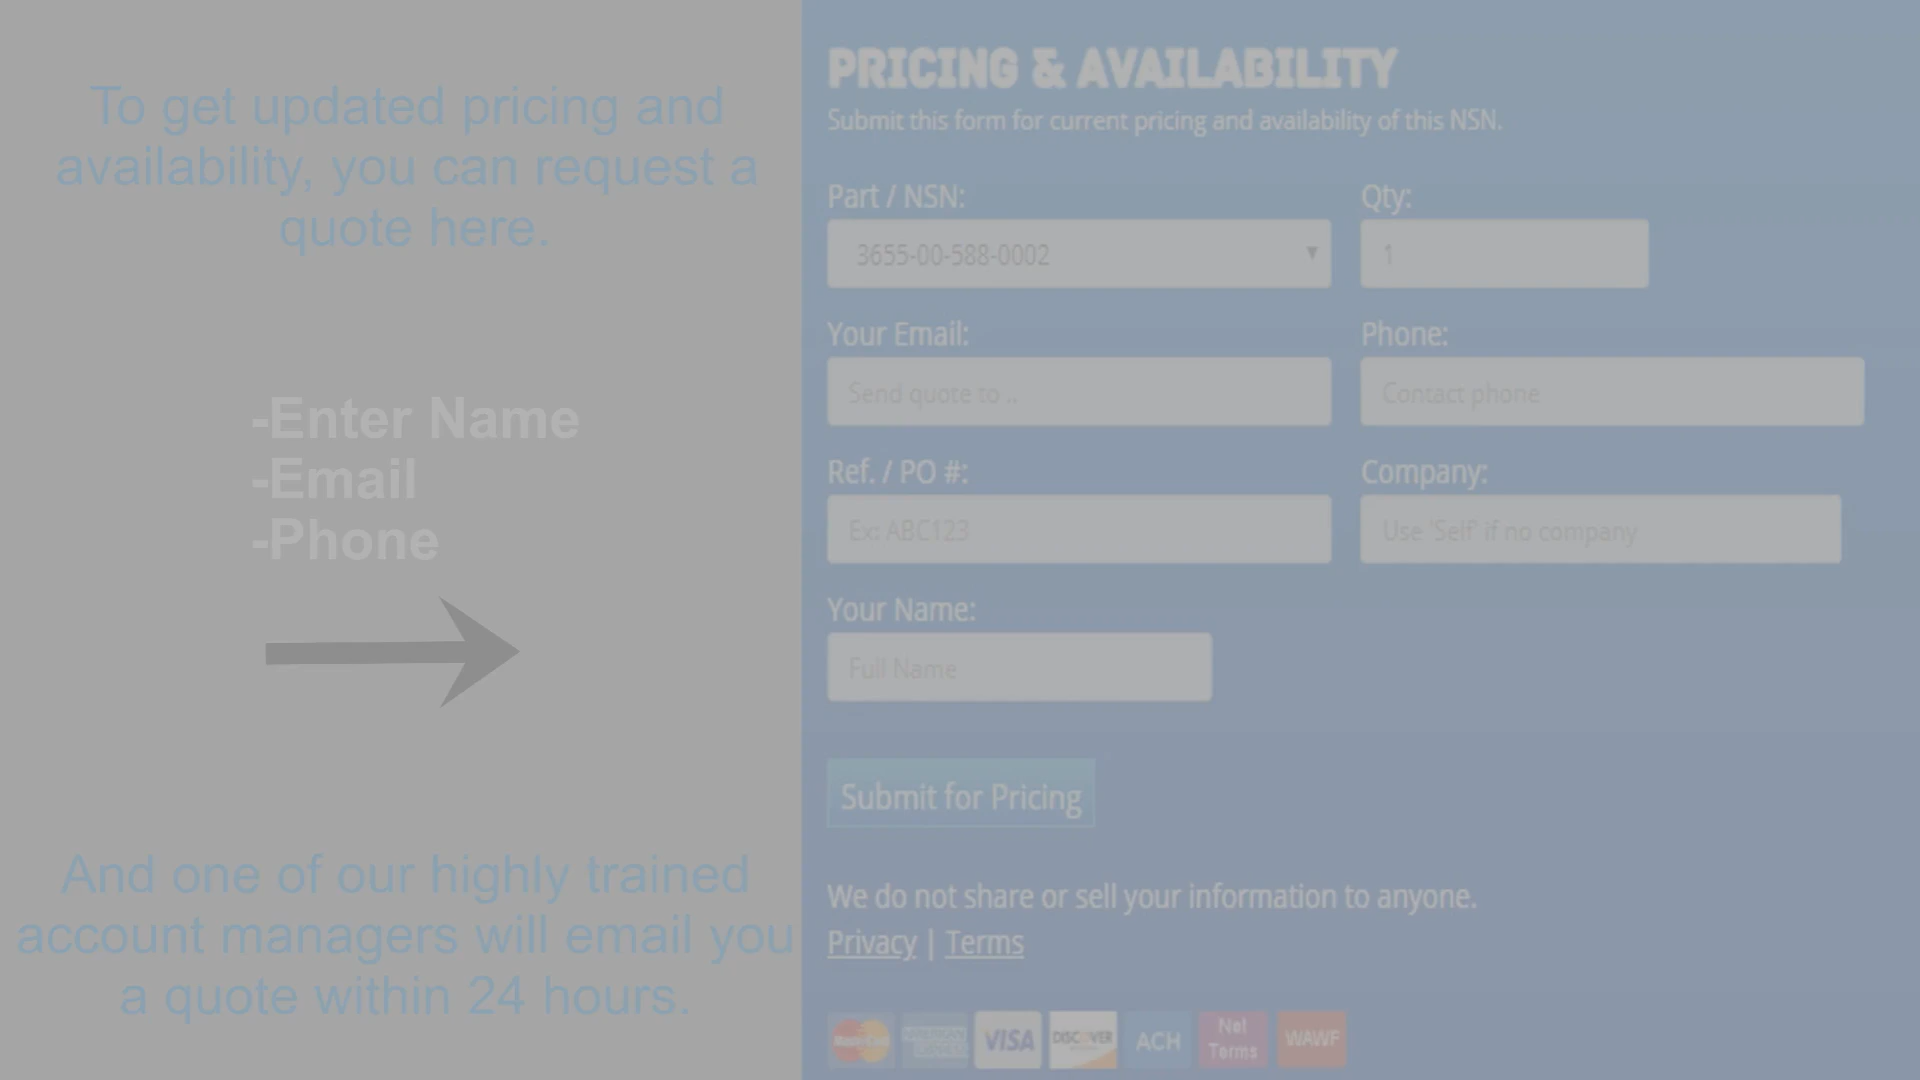 To get updated pricing and
availability, you can request a
quote here.
-Enter Name
-Email
-Phone
And one of our highly trained
account managers will email you
a quote within 24 hours.
PRICING & AVAILABILITY
Submit this form for current pricing and availability of this NSN.
Part / NSN:
3655-00-588-0002
Qty:
1
Your Email:
Send quote to ..
Phone:
Contact phone
Ref. / PO #:
Ex: ABC123
Company:
Use 'Self' if no company
Your Name:
Full Name
Submit for Pricing
We do not share or sell your information to anyone.
Privacy | Terms
MasterCard
AMERICAN EXPRESS
VISA
DISCOVER
ACH
Net
Terms
WAWF